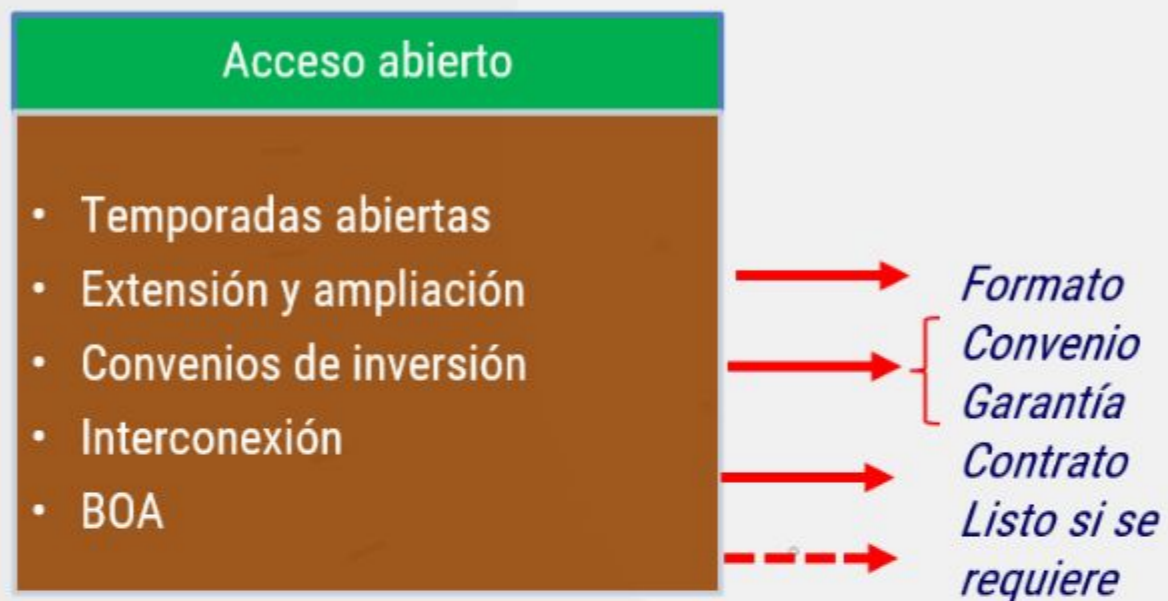 Acceso abierto
• Temporadas abiertas
• Extensión y ampliación
• Convenios de inversión
• Interconexión
• BOA
Formato
Convenio
Garantía
Contrato
Listo si se
requiere